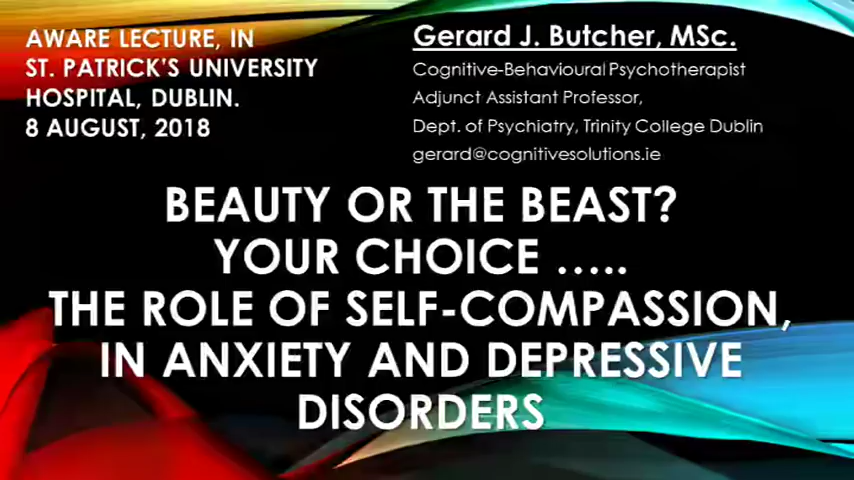 AWARE LECTURE, IN
ST. PATRICK'S UNIVERSITY
HOSPITAL, DUBLIN.
8 AUGUST, 2018
Gerard J. Butcher, MSc.
Cognitive-Behavioural Psychotherapist
Adjunct Assistant Professor,
Dept. of Psychiatry, Trinity College Dublin
gerard@cognitivesolutions.ie
BEAUTY OR THE BEAST?
YOUR CHOICE …..
THE ROLE OF SELF-COMPASSION,
IN ANXIETY AND DEPRESSIVE
DISORDERS